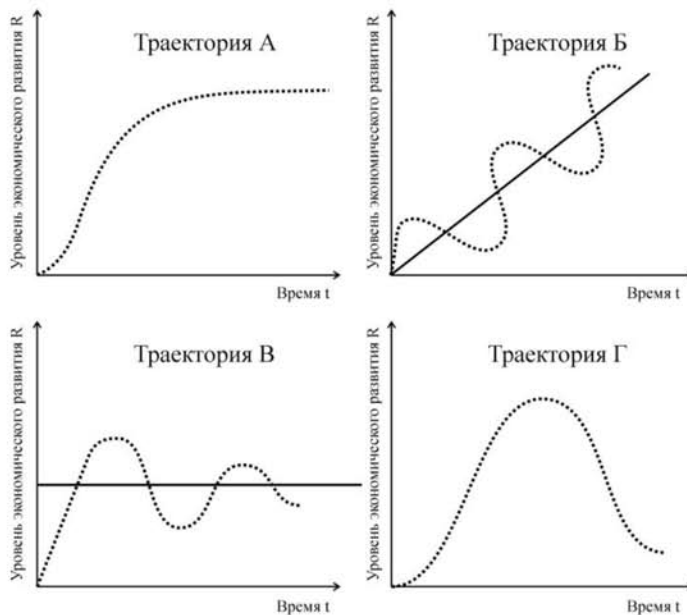 Траектория А
Уровень экономического развития R
Время t
Траектория Б
Уровень экономического развития R
Время t
Траектория В
Уровень экономического развития R
Время t
Траектория Г
Уровень экономического развития R
Время t